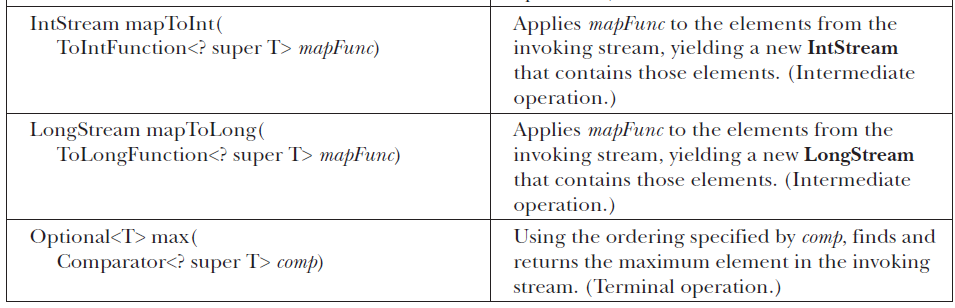 IntStream mapToInt(
ToIntFunction<? super T> mapFunc)
Applies mapFunc to the elements from the
invoking stream, yielding a new IntStream
that contains those elements. (Intermediate
operation.)
LongStream mapToLong(
ToLongFunction<? super T> mapFunc)
Applies mapFunc to the elements from the
invoking stream, yielding a new LongStream
that contains those elements. (Intermediate
operation.)
Optional<T> max(
Comparator<? super T> comp)
Using the ordering specified by comp, finds and
returns the maximum element in the invoking
stream. (Terminal operation.)